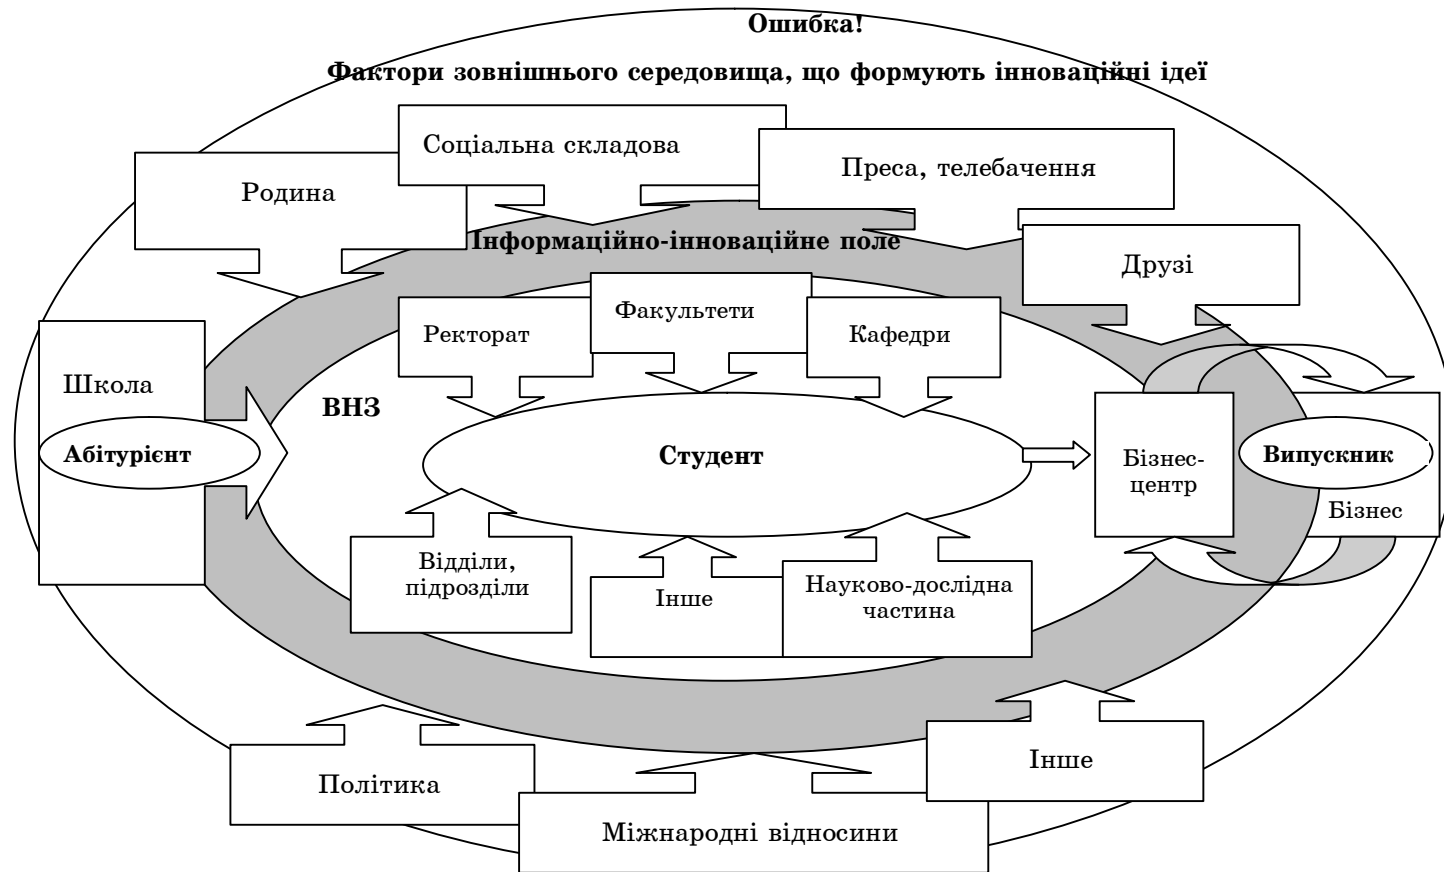 Ошибка!
Фактори зовнішнього середовища, що формують інноваційні ідеї
Соціальна складова
Преса, телебачення
Родина
Інформаційно-інноваційне поле
Друзі
Факультети
Ректорат
Кафедри
Школа
ВНЗ
Абітурієнт
Студент
Бізнес-
центр
Випускник
Бізнес
Відділи,
підрозділи
Інше
Науково-дослідна
частина
Політика
Міжнародні відносини
Інше